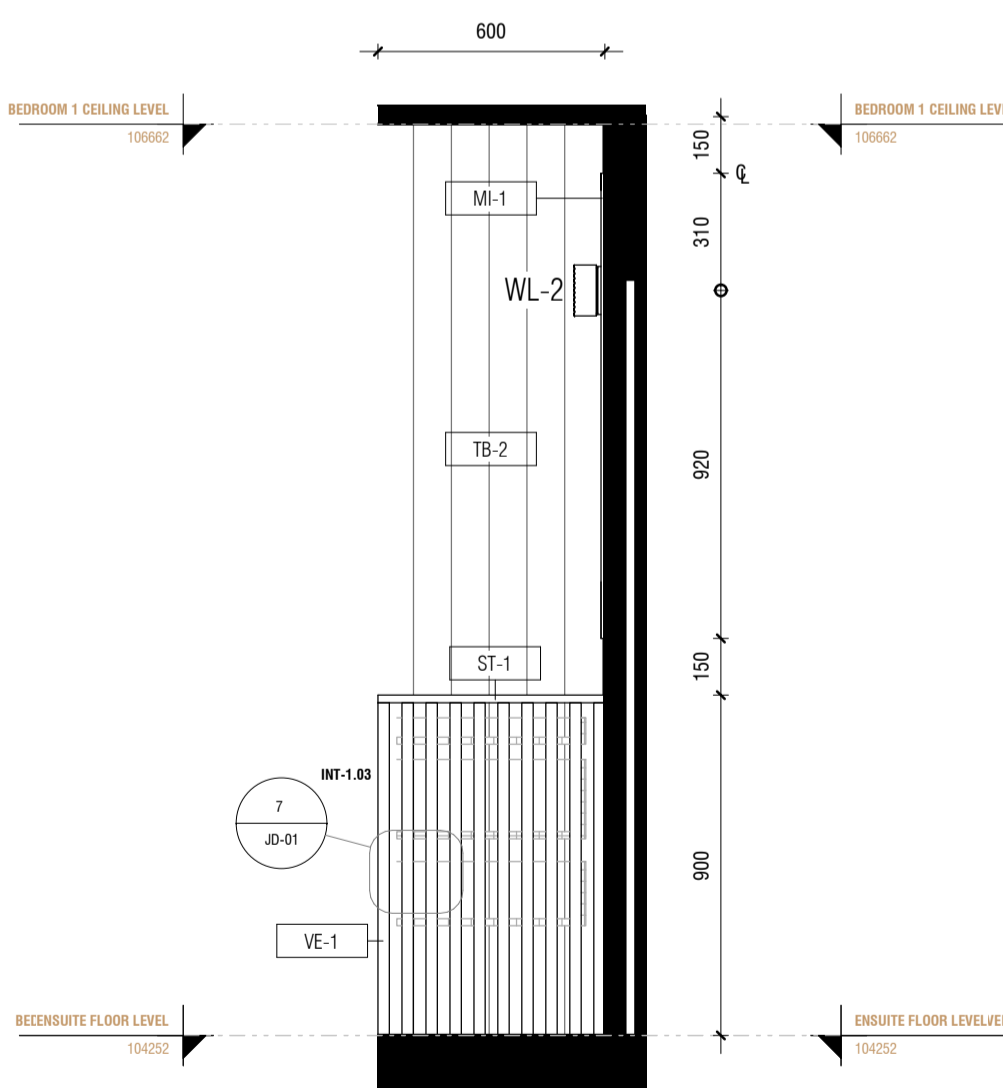 600
BEDROOM 1 CEILING LEVEL
106662
BEDROOM 1 CEILING LEVE
106662
150
℄
MI-1
310
WL-2
TB-2
920
ST-1
150
INT-1.03
7
JD-01
900
VE-1
ENSUITE FLOOR LEVEL
104252
ENSUITE FLOOR LEVEL
104252